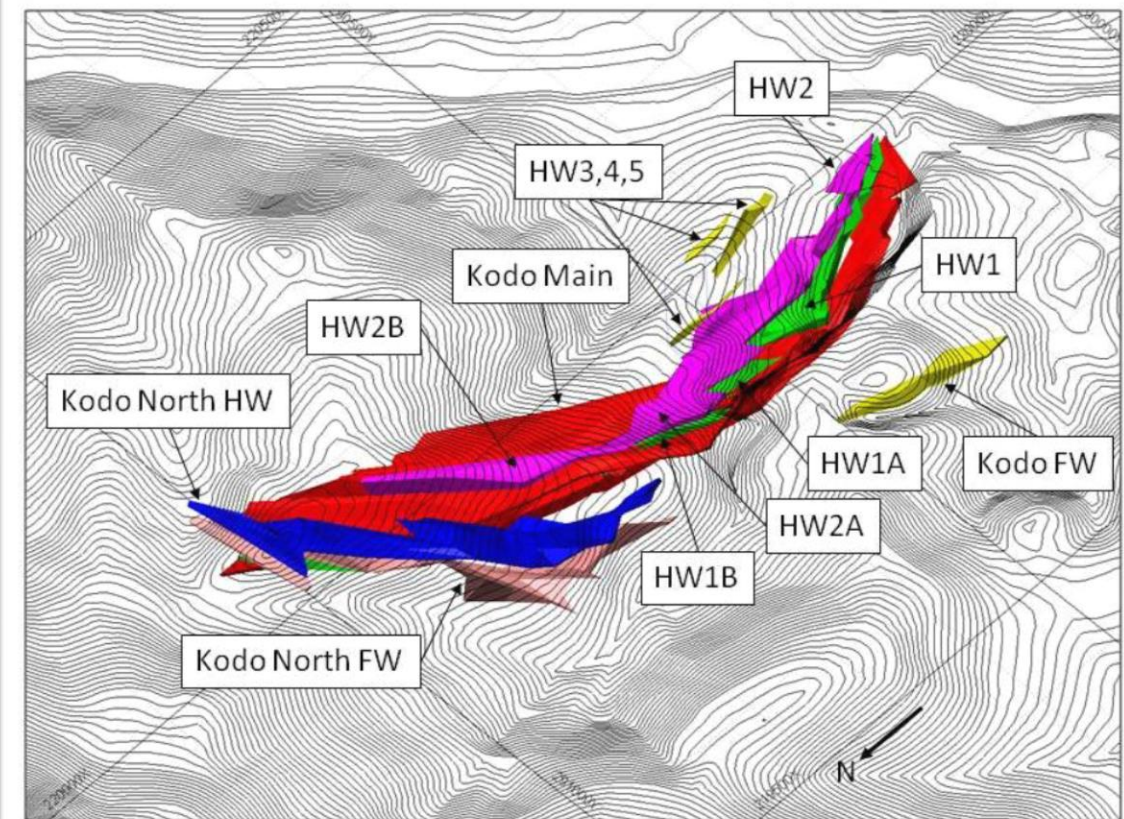 HW2
HW3,4,5
HW1
Kodo Main
HW2B
Kodo North HW
HW1A
Kodo FW
HW2A
HW1B
Kodo North FW
N